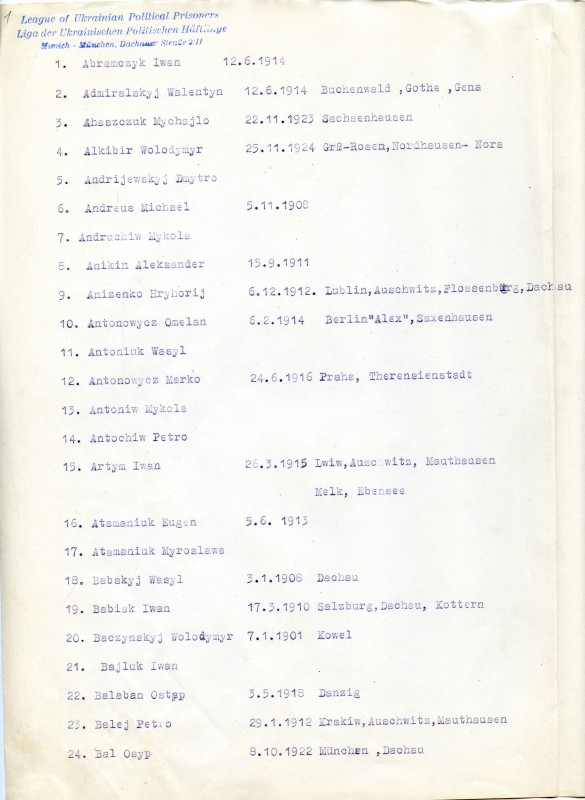 1
League of Ukrainian Political Prisoners
Liga der Ukrainischen Politischen Häftlinge
Munich - München, Dachauer Straße 9/II
1. Abramczyk Iwan 12.6.1914
2. Admiralskyj Walentyn 12.6.1914 Buchenwald ,Gothe ,Gena
3. Ahaszczuk Mychajlo 22.11.1923 Sachsenhausen
4. Alkibir Wolodymyr 25.11.1924 Grß-Rosen,Nordhausen- Nora
5. Andrijewskyj Dmytro
6. Andreus Michael 5.11.1908
7. Andruchiw Mykola
8. Anikin Aleksander 15.9.1911
9. Anizenko Hryhorij 6.12.1912. Lublin,Auschwitz,Flossenbürg,Dachau
10. Antonowycz Omelan 6.2.1914 Berlin"Alex",Saxenhausen
11. Antoniuk Wasyl
12. Antonowycz Marko 24.6.1916 Praha, Therensienstadt
13. Antoniw Mykola
14. Antochiw Petro
15. Artym Iwan 26.3.1915 Lwiw,Auschwitz, Mauthausen
Melk, Ebensee
16. Atamaniuk Eugen 5.6. 1913
17. Atamaniuk Myroslawa
18. Babskyj Wasyl 3.1.1908 Dachau
19. Babiak Iwan 17.3.1910 Salzburg,Dachau, Kottern
20. Baczynskyj Wolodymyr 7.1.1901 Kowel
21. Bajluk Iwan
22. Balaban Ostap 3.5.1918 Danzig
23. Balej Petro 29.1.1912 Krakiw,Auschwitz,Mauthausen
24. Bal Osyp 8.10.1922 München ,Dachau